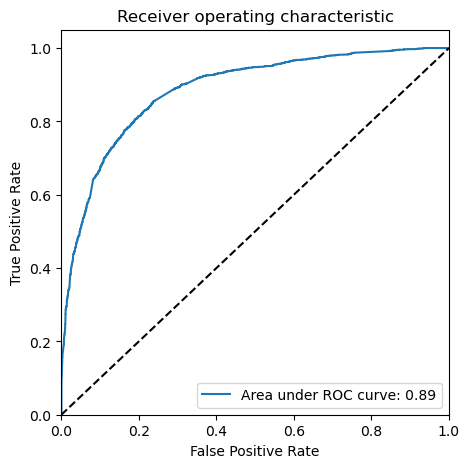 Receiver operating characteristic
1.0
0.8
0.6
0.4
0.2
0.0
True Positive Rate
Area under ROC curve: 0.89
0.0 0.2 0.4 0.6 0.8 1.0
False Positive Rate